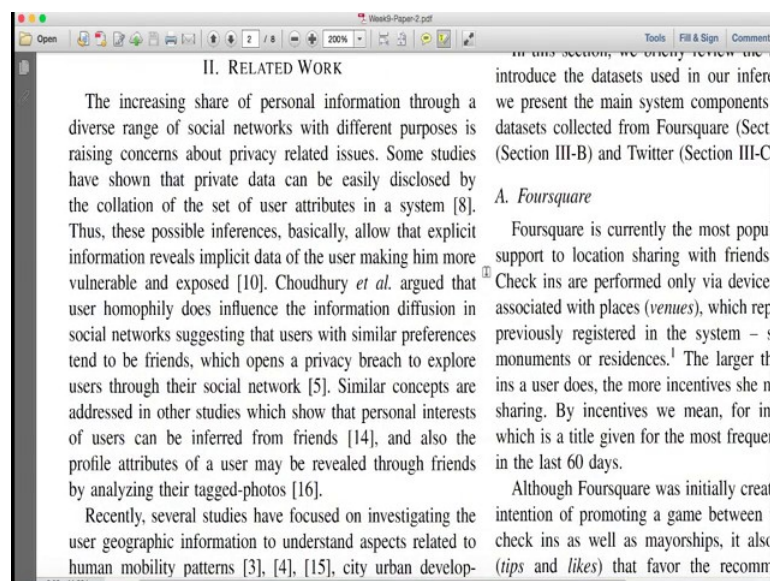 Week9-Paper-2.pdf
Open
2 / 8
200%
Tools Fill & Sign Comment
II. RELATED WORK
The increasing share of personal information through a
diverse range of social networks with different purposes is
raising concerns about privacy related issues. Some studies
have shown that private data can be easily disclosed by
the collation of the set of user attributes in a system [8].
Thus, these possible inferences, basically, allow that explicit
information reveals implicit data of the user making him more
vulnerable and exposed [10]. Choudhury et al. argued that
user homophily does influence the information diffusion in
social networks suggesting that users with similar preferences
tend to be friends, which opens a privacy breach to explore
users through their social network [5]. Similar concepts are
addressed in other studies which show that personal interests
of users can be inferred from friends [14], and also the
profile attributes of a user may be revealed through friends
by analyzing their tagged-photos [16].
Recently, several studies have focused on investigating the
user geographic information to understand aspects related to
human mobility patterns [3], [4], [15], city urban develop-
In this section, we briefly review the
introduce the datasets used in our infere
we present the main system components
datasets collected from Foursquare (Sect
(Section III-B) and Twitter (Section III-C
A. Foursquare
Foursquare is currently the most popul
support to location sharing with friends
Check ins are performed only via device
associated with places (venues), which rep
previously registered in the system – s
monuments or residences.1 The larger th
ins a user does, the more incentives she m
sharing. By incentives we mean, for in
which is a title given for the most freque
in the last 60 days.
Although Foursquare was initially creat
intention of promoting a game between
check ins as well as mayorships, it also
(tips and likes) that favor the recomm